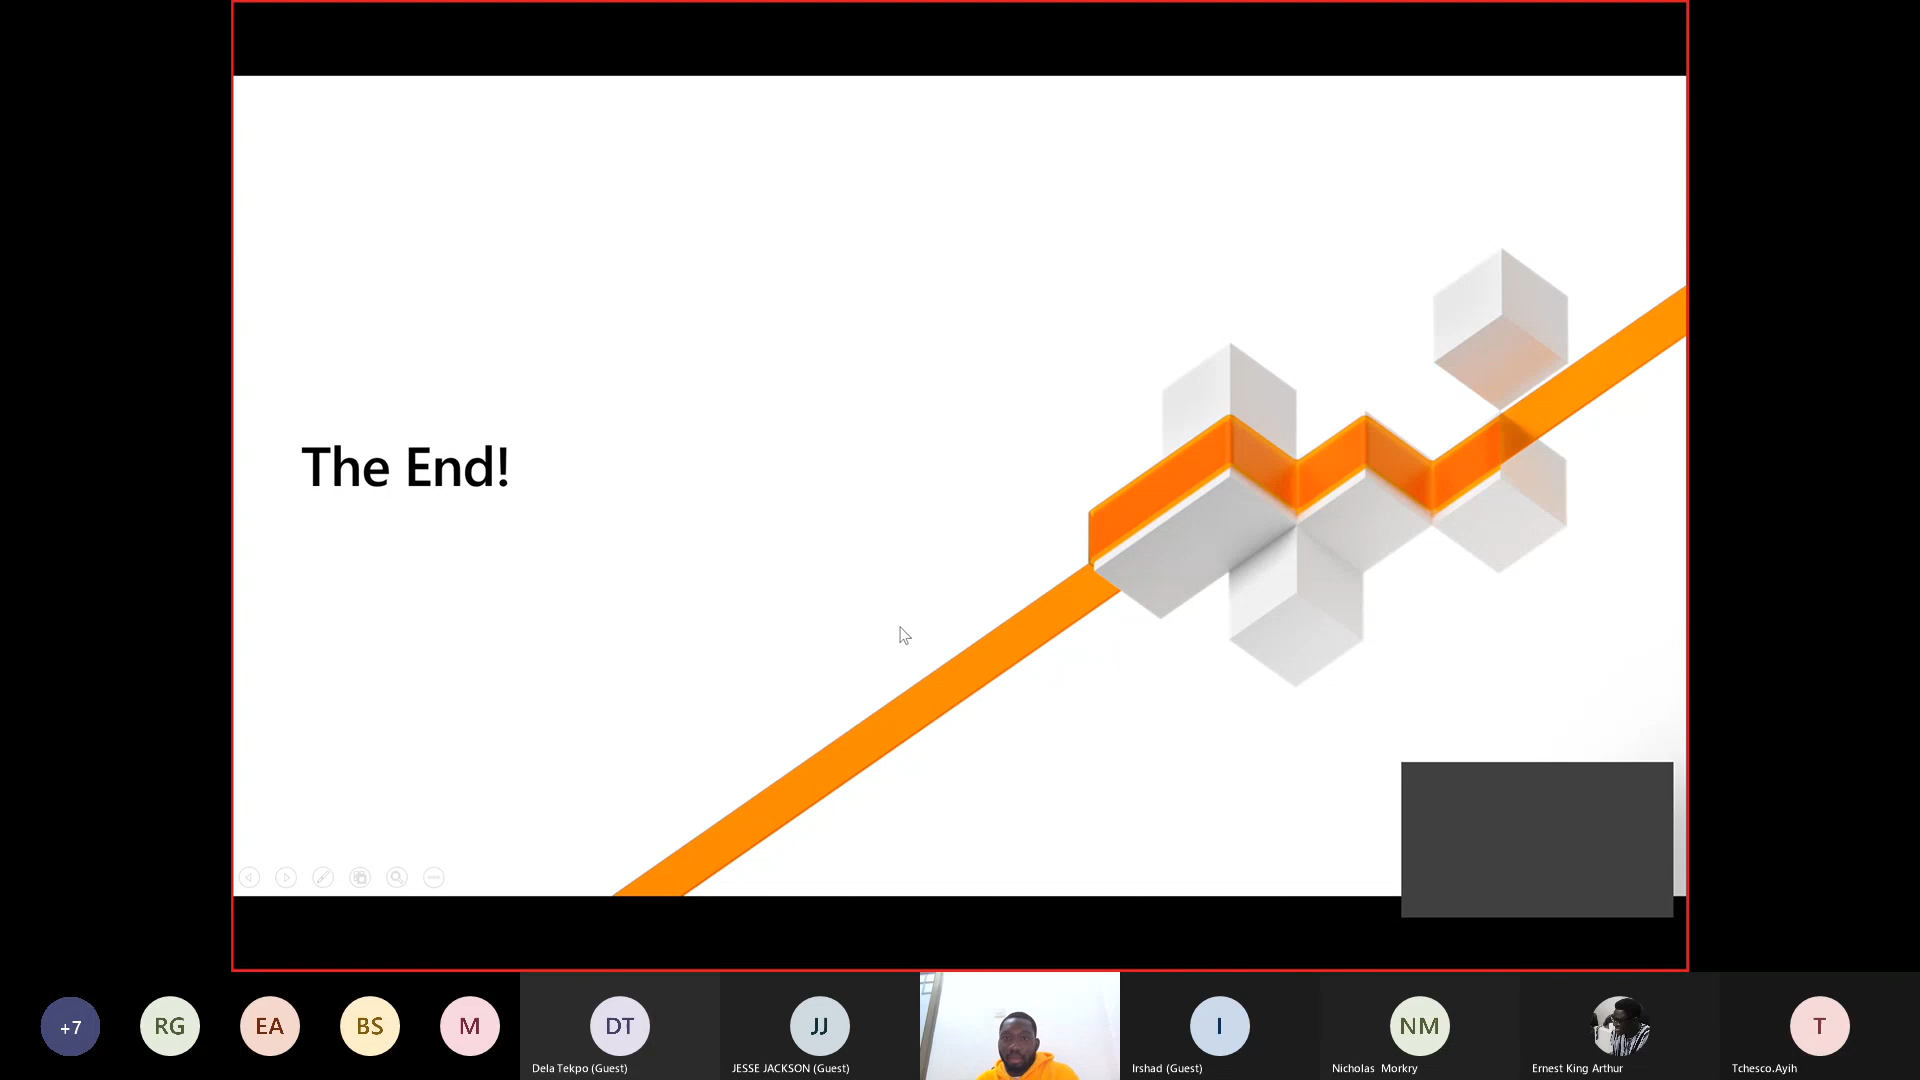 The End!
+7
RG
EA
BS
M
DT
JJ
I
NM
T
Dela Tekpo (Guest)
JESSE JACKSON (Guest)
Irshad (Guest)
Nicholas Morkry
Ernest King Arthur
Tchesco.Ayih